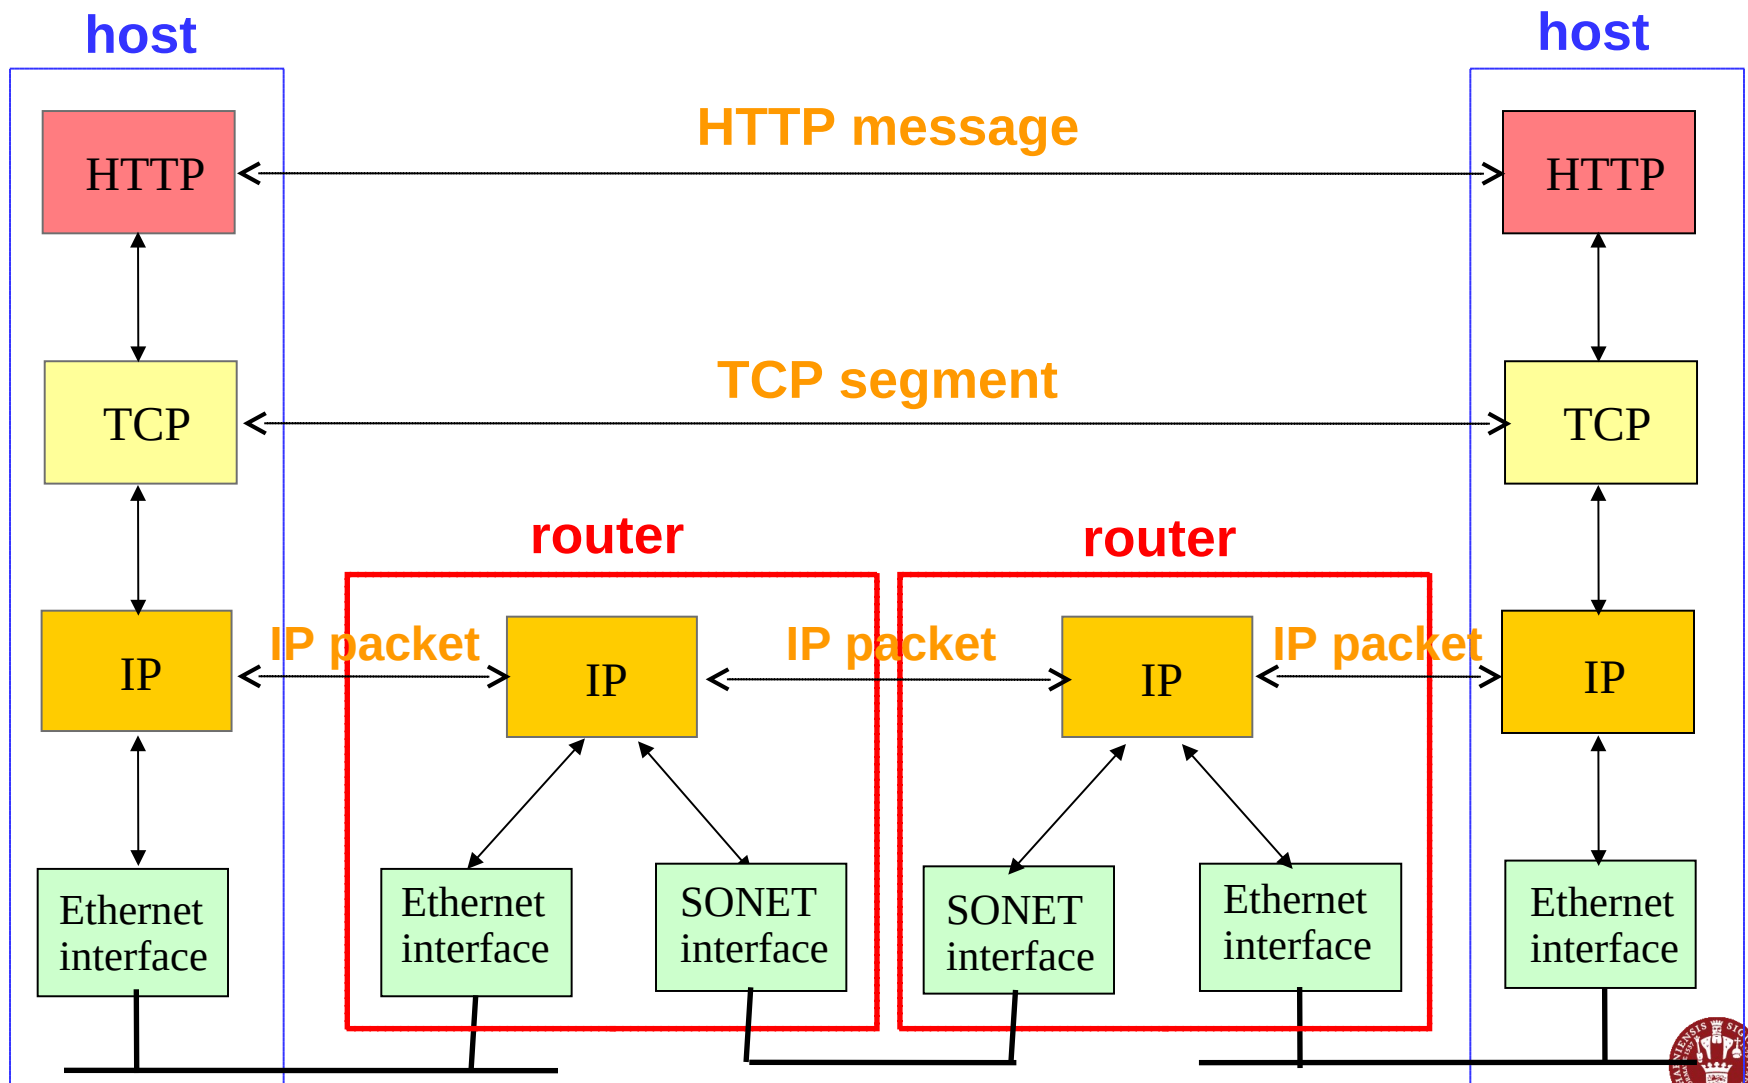 host
host
HTTP message
HTTP
HTTP
TCP segment
TCP
TCP
router
router
IP packet
IP packet
IP packet
IP
IP
IP
IP
Ethernet
interface
Ethernet
interface
SONET
interface
SONET
interface
Ethernet
interface
Ethernet
interface